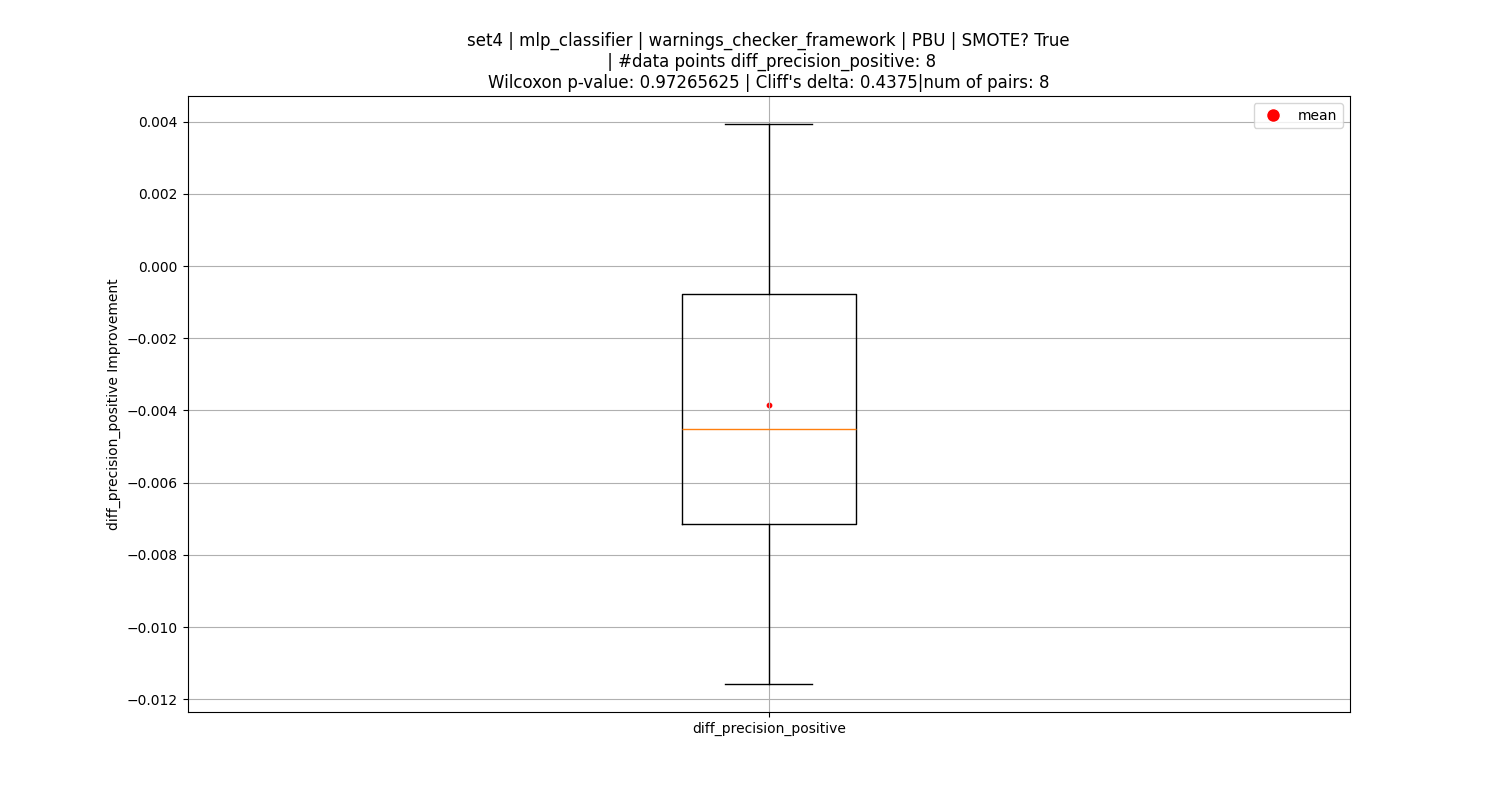 set4 | mlp_classifier | warnings_checker_framework | PBU | SMOTE? True
| #data points diff_precision_positive: 8
Wilcoxon p-value: 0.97265625 | Cliff's delta: 0.4375|num of pairs: 8
mean
0.004
0.002
0.000
−0.002
−0.004
−0.006
−0.008
−0.010
−0.012
diff_precision_positive Improvement
diff_precision_positive